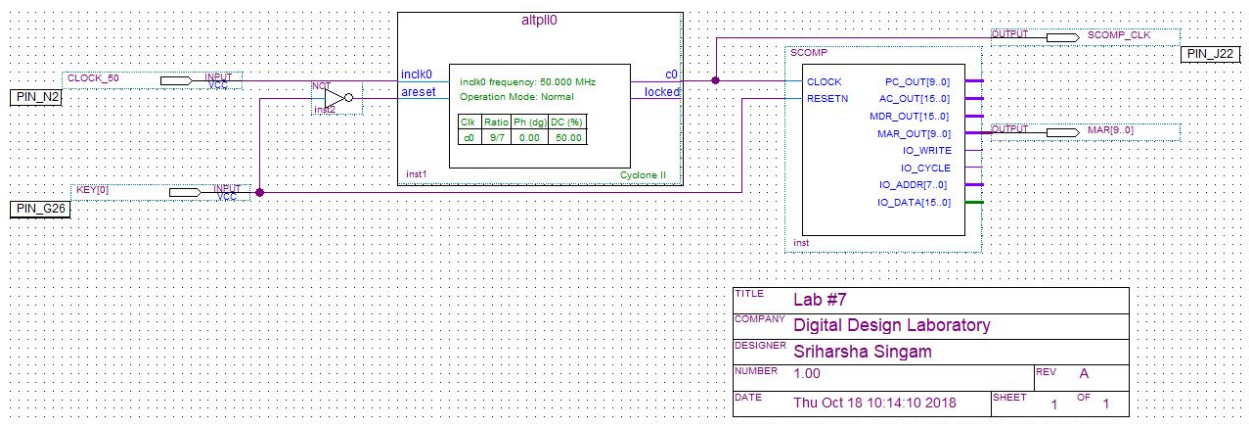 altpll0
CLOCK_50
INPUT
VCC
PIN_N2
NOT
inst2
inclk0
areset
inclk0 frequency: 50.000 MHz
Operation Mode: Normal
Clk Ratio Ph (dg) DC (%)
c0 9/7 0.00 50.00
c0
locked
inst1
Cyclone II
KEY[0]
INPUT
VCC
PIN_G26
SCOMP
CLOCK
RESETN
PC_OUT[9..0]
AC_OUT[15..0]
MDR_OUT[15..0]
MAR_OUT[9..0]
IO_WRITE
IO_CYCLE
IO_ADDR[7..0]
IO_DATA[15..0]
inst
OUTPUT
SCOMP_CLK
PIN_J22
OUTPUT
MAR[9..0]
TITLE Lab #7
COMPANY Digital Design Laboratory
DESIGNER Sriharsha Singam
NUMBER 1.00 REV A
DATE Thu Oct 18 10:14:10 2018 SHEET 1 OF 1